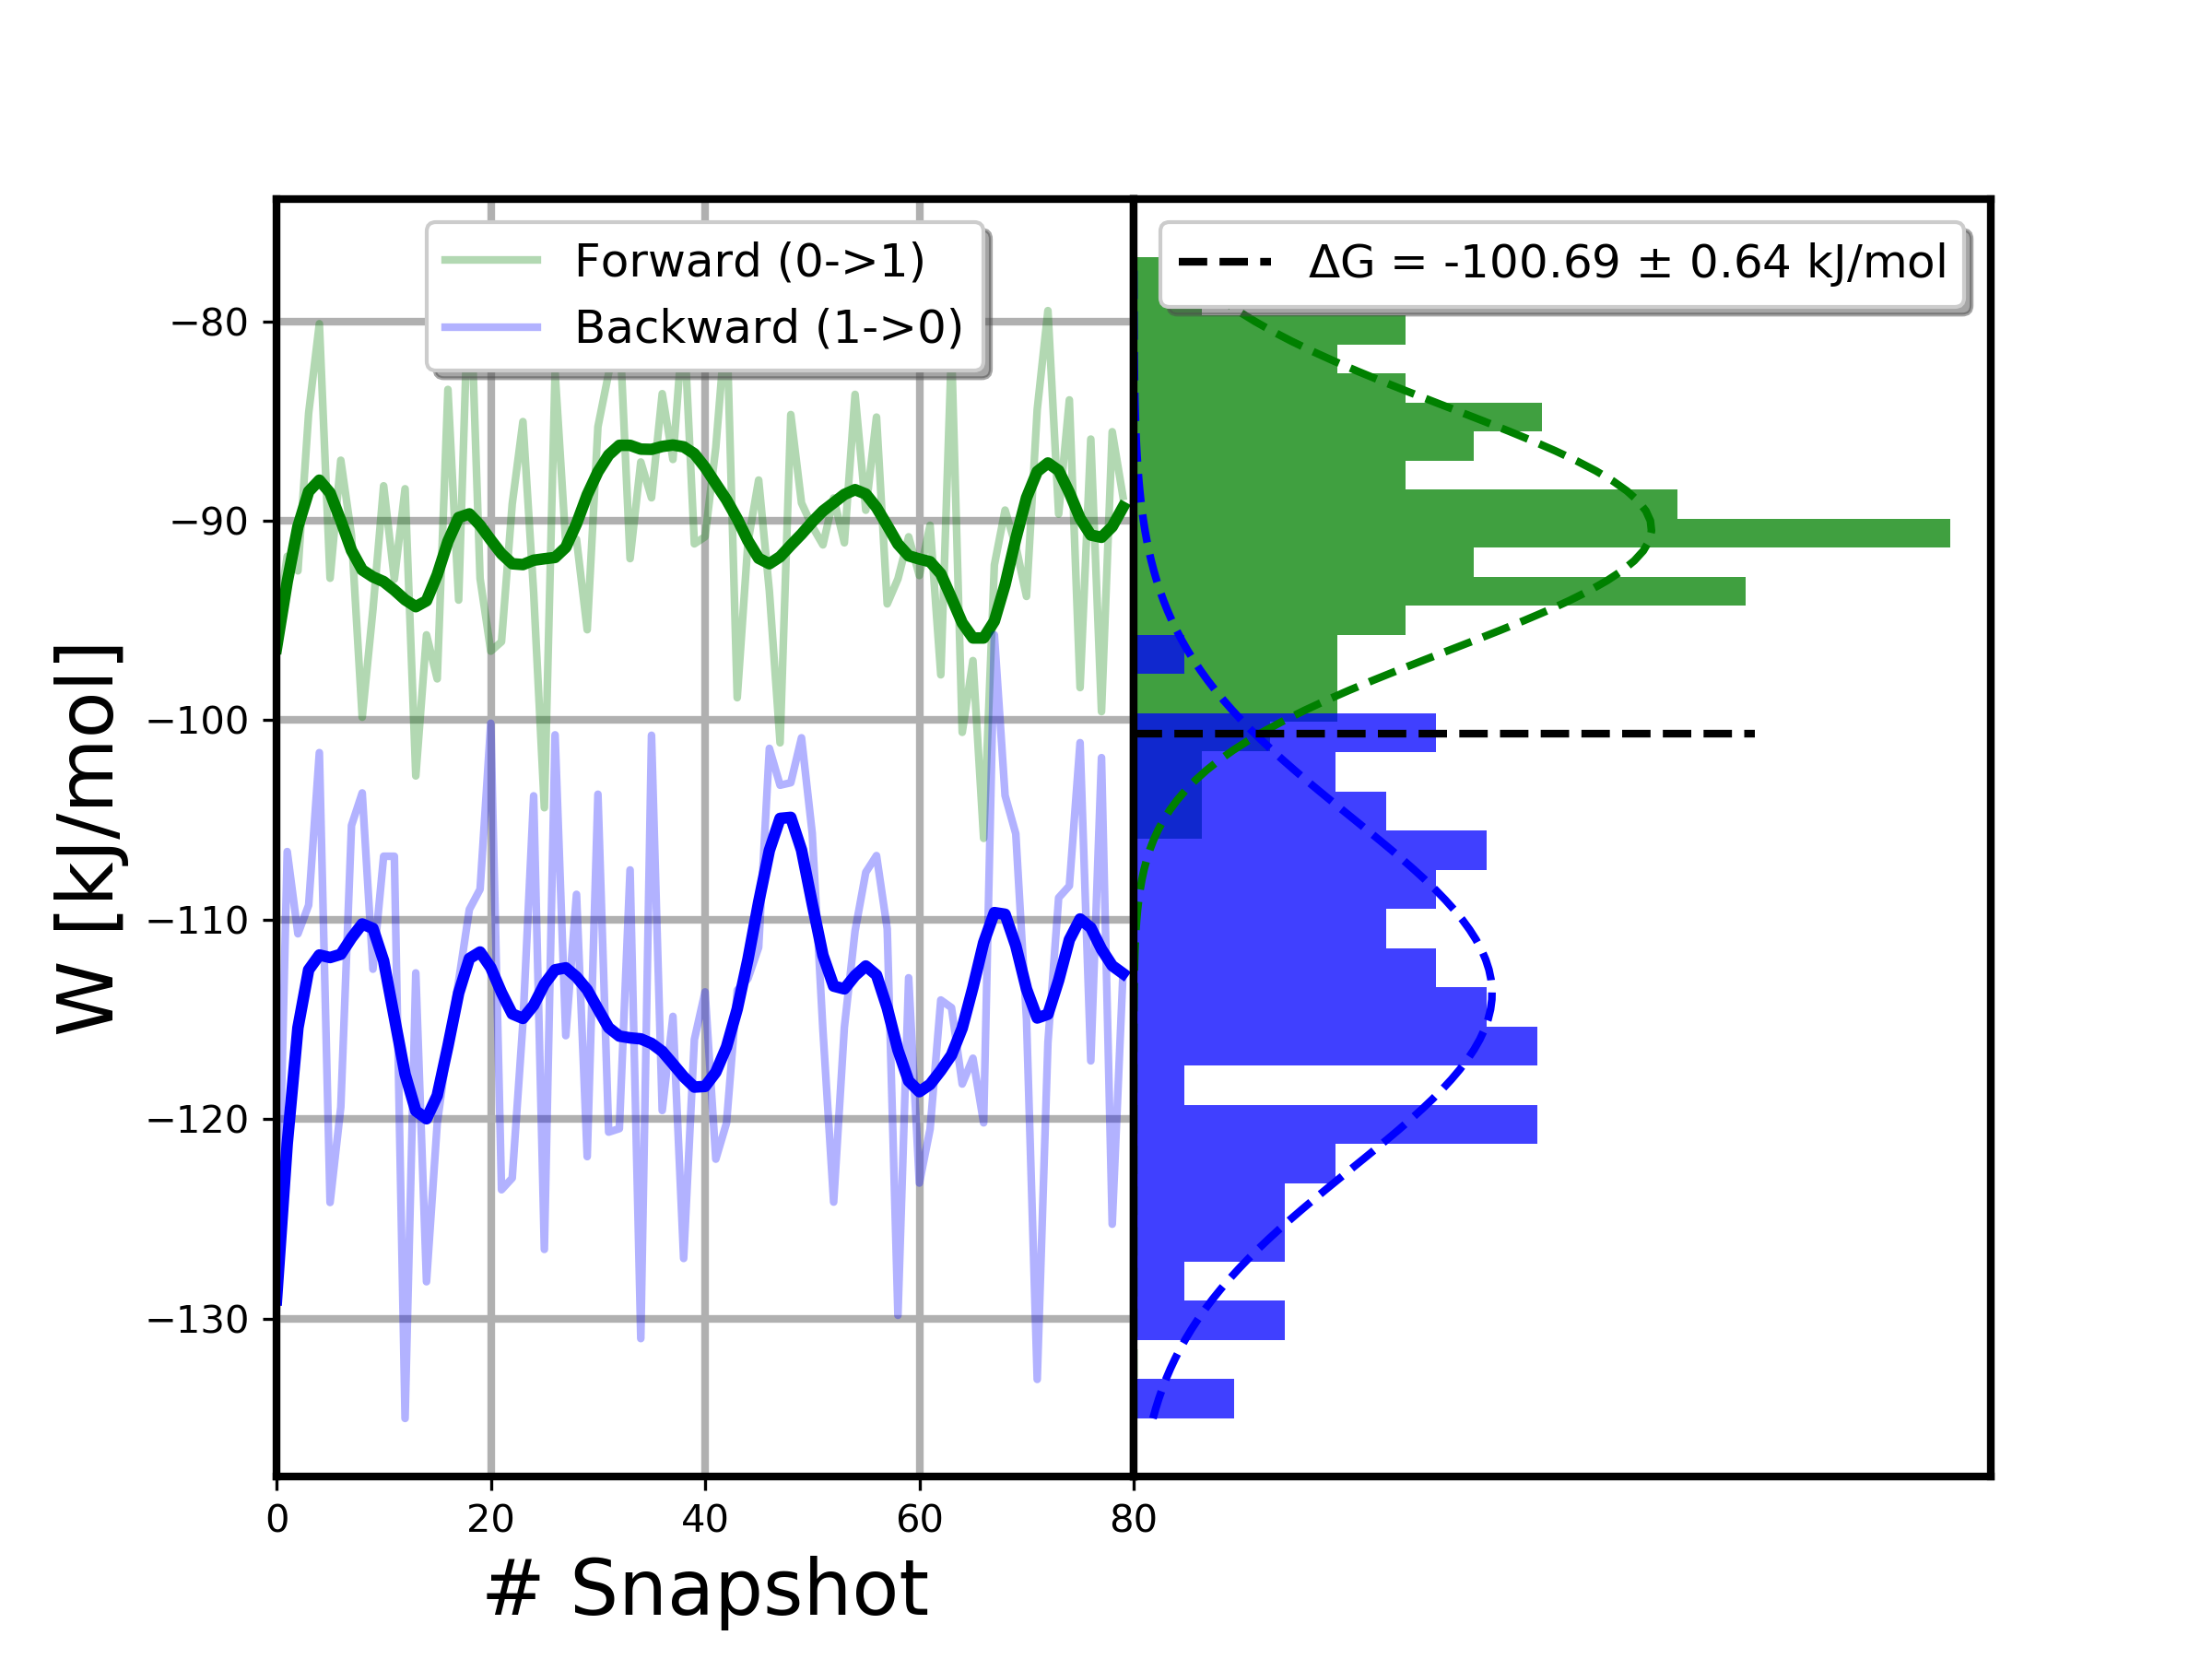 Forward (0->1)
Backward (1->0)
ΔG = -100.69 ± 0.64 kJ/mol
W [kJ/mol]
−80
−90
−100
−110
−120
−130
0 20 40 60 80
# Snapshot